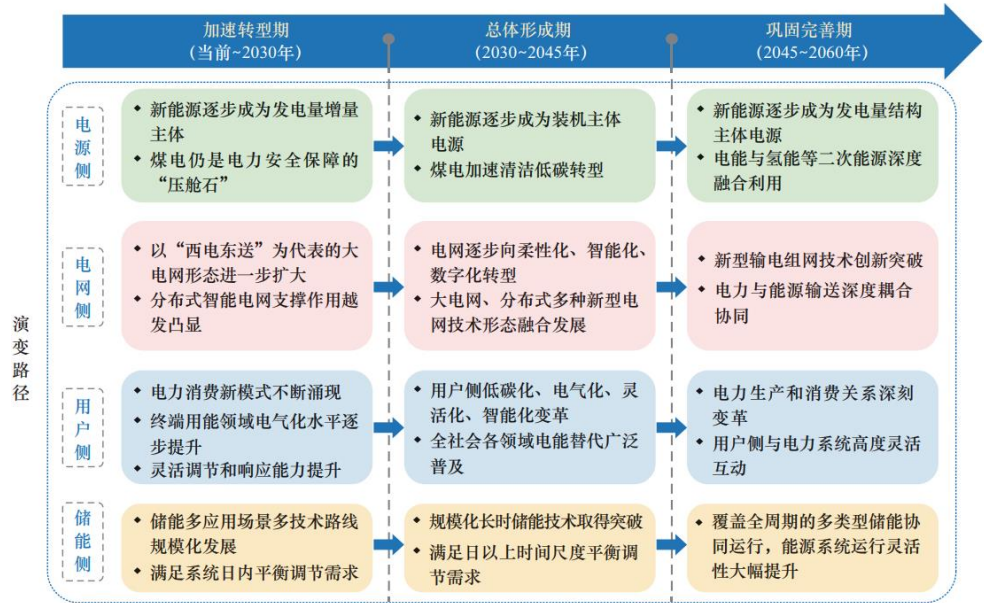 加速转型期
(当前~2030年)
总体形成期
(2030~2045年)
巩固完善期
(2045~2060年)
演变路径
电源侧
新能源逐步成为发电量增量
主体
煤电仍是电力安全保障的
“压舱石”
新能源逐步成为装机主体
电源
煤电加速清洁低碳转型
新能源逐步成为发电量结构
主体电源
电能与氢能等二次能源深度
融合利用
电网侧
以“西电东送”为代表的大
电网形态进一步扩大
分布式智能电网支撑作用越
发凸显
电网逐步向柔性化、智能化、
数字化转型
大电网、分布式多种新型电
网技术形态融合发展
新型输电组网技术创新突破
电力与能源输送深度耦合
协同
用户侧
电力消费新模式不断涌现
终端用能领域电气化水平逐
步提升
灵活调节和响应能力提升
用户侧低碳化、电气化、灵
活化、智能化变革
全社会各领域电能替代广泛
普及
电力生产和消费关系深刻
变革
用户侧与电力系统高度灵活
互动
储能侧
储能多应用场景多技术路线
规模化发展
满足系统日内平衡调节需求
规模化长时储能技术取得突破
满足日以上时间尺度平衡调
节需求
覆盖全周期的多类型储能协
同运行，能源系统运行灵活
性大幅提升